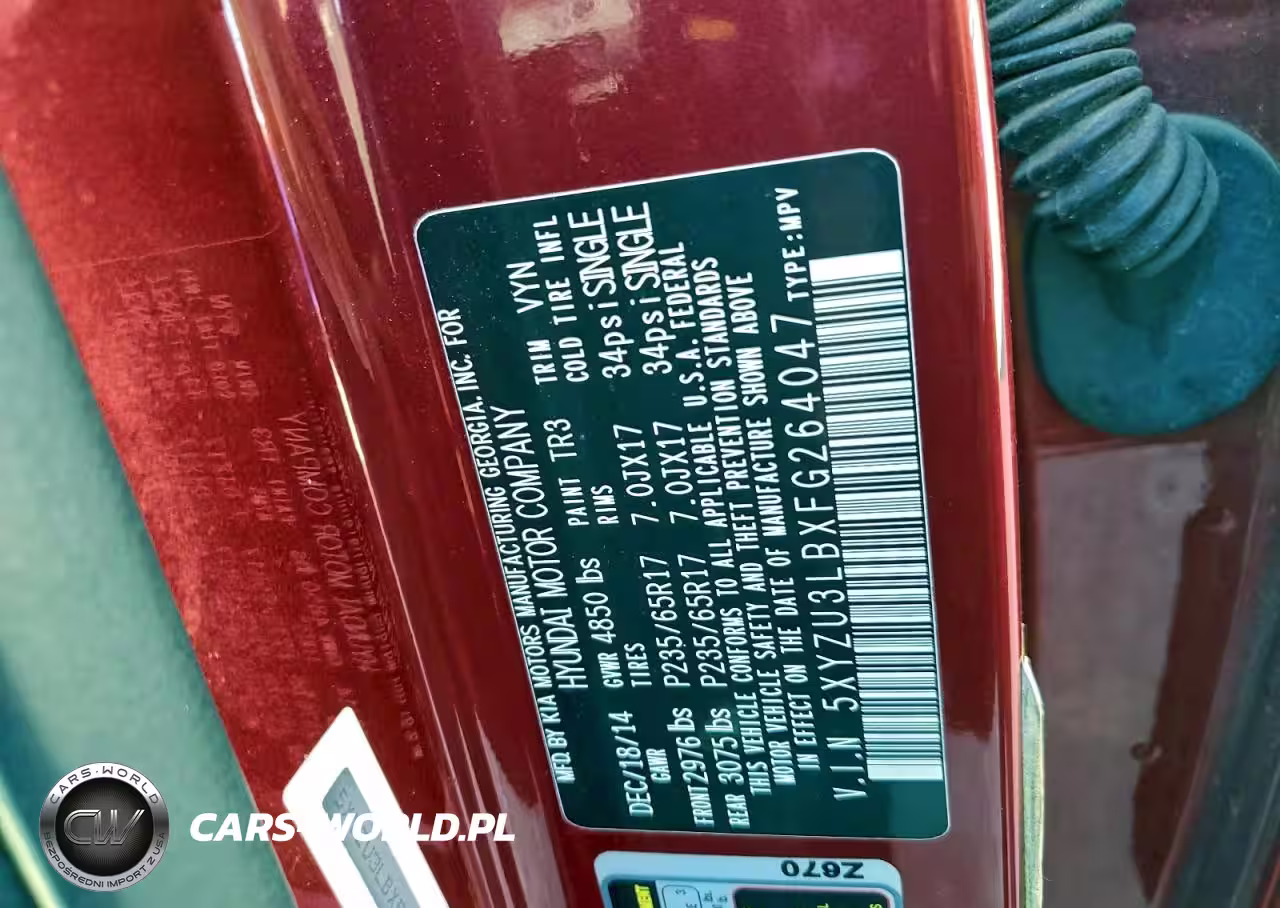 MFD BY KIA MOTORS MANUFACTURING GEORGIA, INC. FOR
HYUNDAI MOTOR COMPANY
DEC/18/14 GVWR 4850 lbs PAINT TR3 TRIM VYN
GAWR TIRES RIMS COLD TIRE INFL
FRONT 2976 lbs P235/65R17 7.0JX17 34psi SINGLE
REAR 3075 lbs P235/65R17 7.0JX17 34psi SINGLE
THIS VEHICLE CONFORMS TO ALL APPLICABLE U.S.A. FEDERAL
MOTOR VEHICLE SAFETY AND THEFT PREVENTION STANDARDS
IN EFFECT ON THE DATE OF MANUFACTURE SHOWN ABOVE
V.I.N 5XYZU3LBXFG264047 TYPE:MPV
Z670
CARS-WORLD
CW
BEZPOŚREDNI IMPORT Z USA
CARS-WORLD.PL